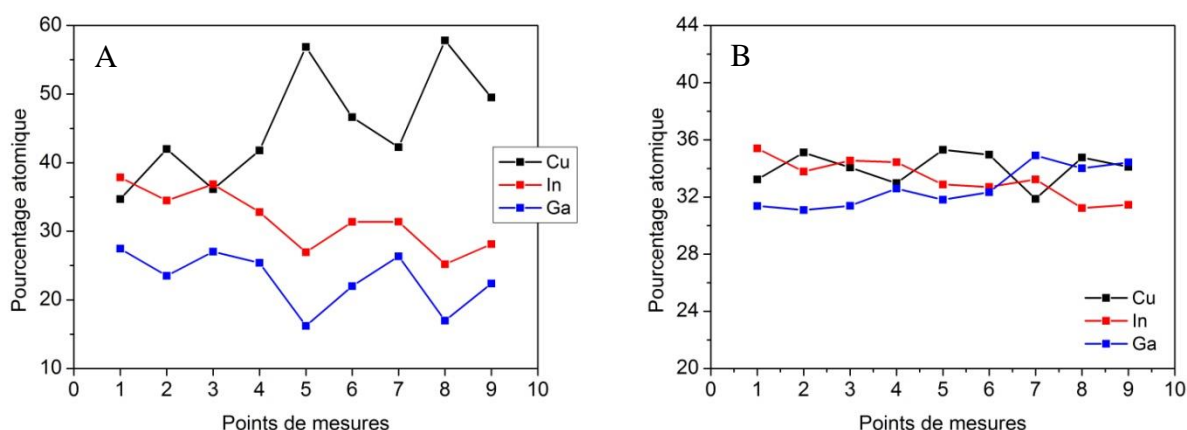 A
Pourcentage atomique
60
50
40
30
20
10
0 1 2 3 4 5 6 7 8 9 10
Points de mesures
Cu
In
Ga
B
Pourcentage atomique
44
40
36
32
28
24
20
0 1 2 3 4 5 6 7 8 9 10
Points de mesures
Cu
In
Ga